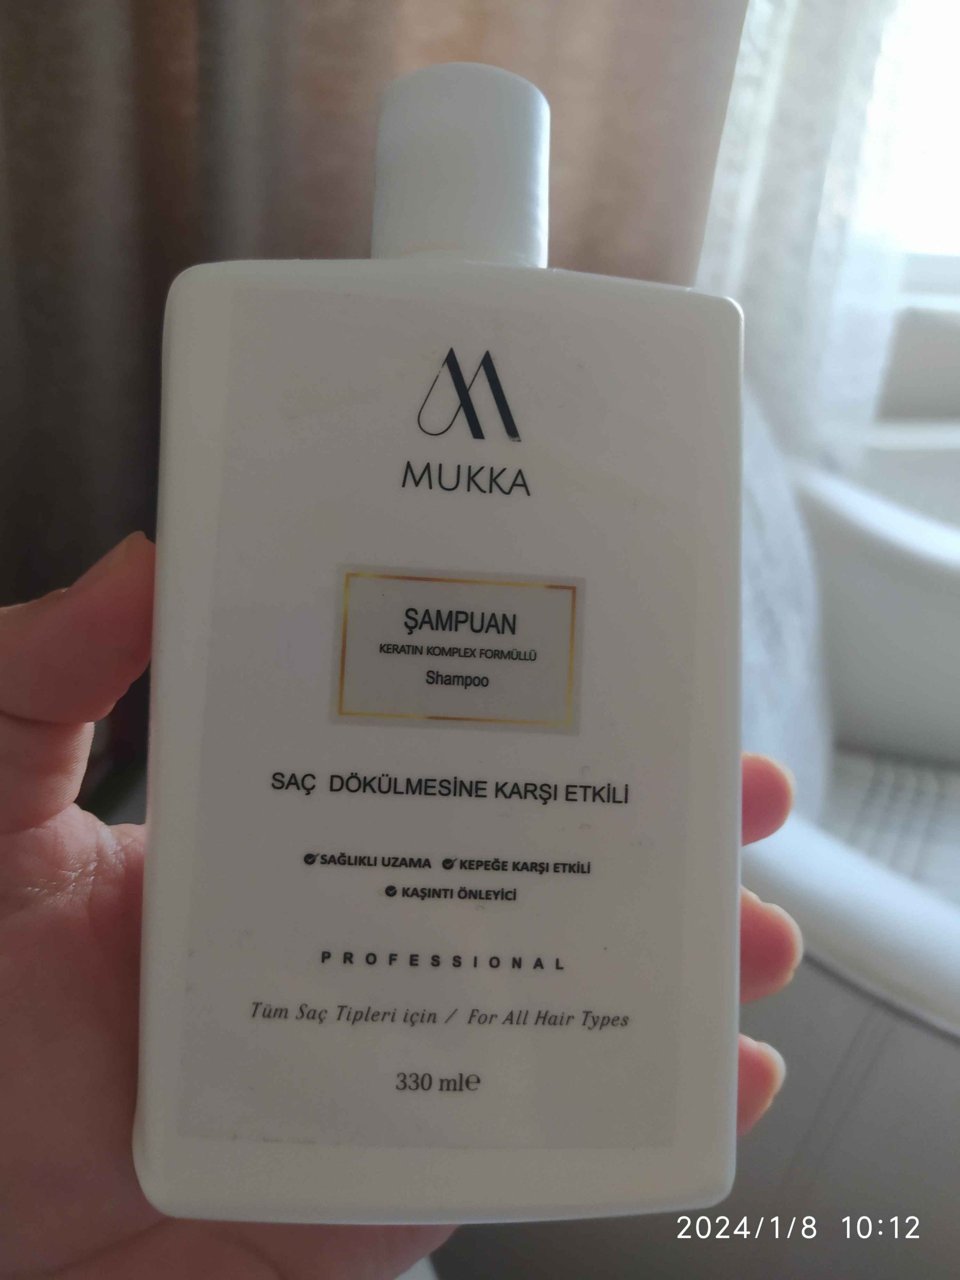 MUKKA
ŞAMPUAN
KERATIN KOMPLEX FORMÜLLÜ
Shampoo
SAÇ DÖKÜLMESİNE KARŞI ETKİLİ
SAĞLIKLI UZAMA KEPEĞE KARŞI ETKİLİ
KAŞINTI ÖNLEYİCİ
PROFESSIONAL
Tüm Saç Tipleri için / For All Hair Types
330 ml℮
2024/1/8 10:12